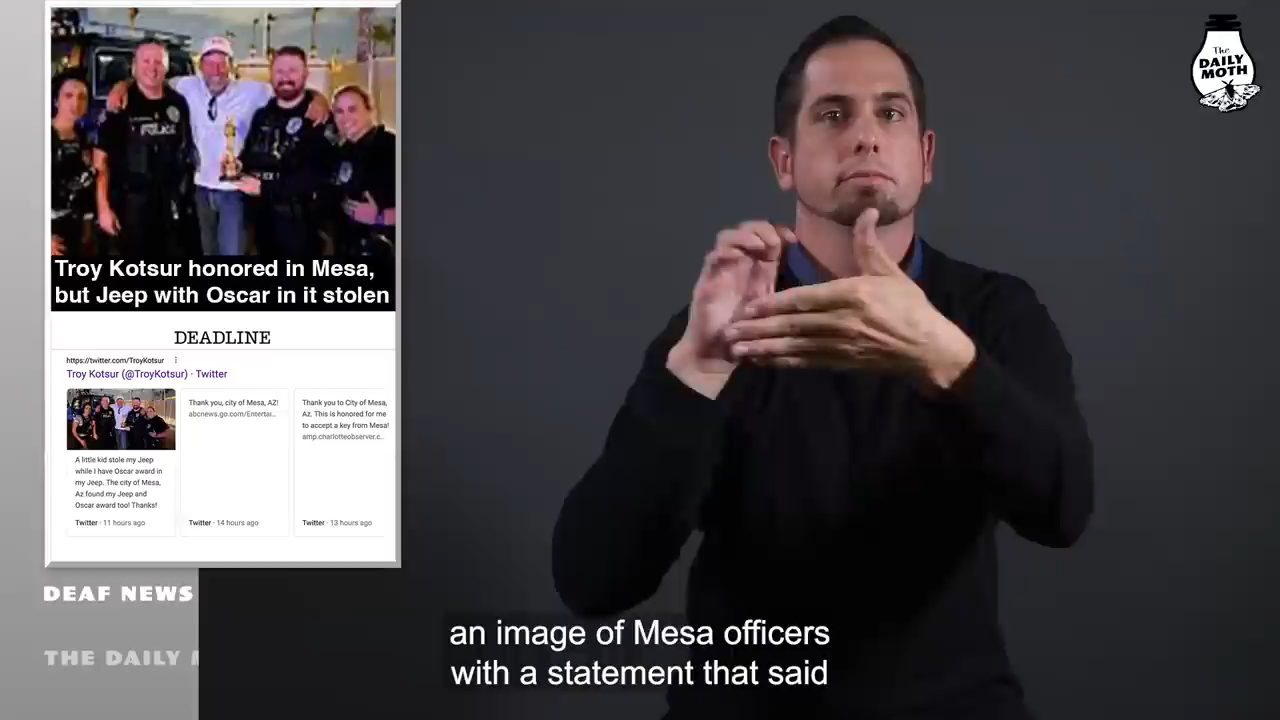 Troy Kotsur honored in Mesa,
but Jeep with Oscar in it stolen
DEADLINE
https://twitter.com/TroyKotsur
Troy Kotsur (@TroyKotsur) · Twitter
A little kid stole my Jeep
while I have Oscar award in
my Jeep. The city of Mesa,
Az found my Jeep and
Oscar award too! Thanks!
Twitter · 11 hours ago
Thank you, city of Mesa, AZ!
abcnews.go.com/Entertai...
Twitter · 14 hours ago
Thank you to City of Mesa,
Az. This is honored for me
to accept a key from Mesa!
amp.charlotteobserver.c...
Twitter · 13 hours ago
DEAF NEWS
THE DAILY
The
DAILY
MOTH
POLICE
an image of Mesa officers
with a statement that said